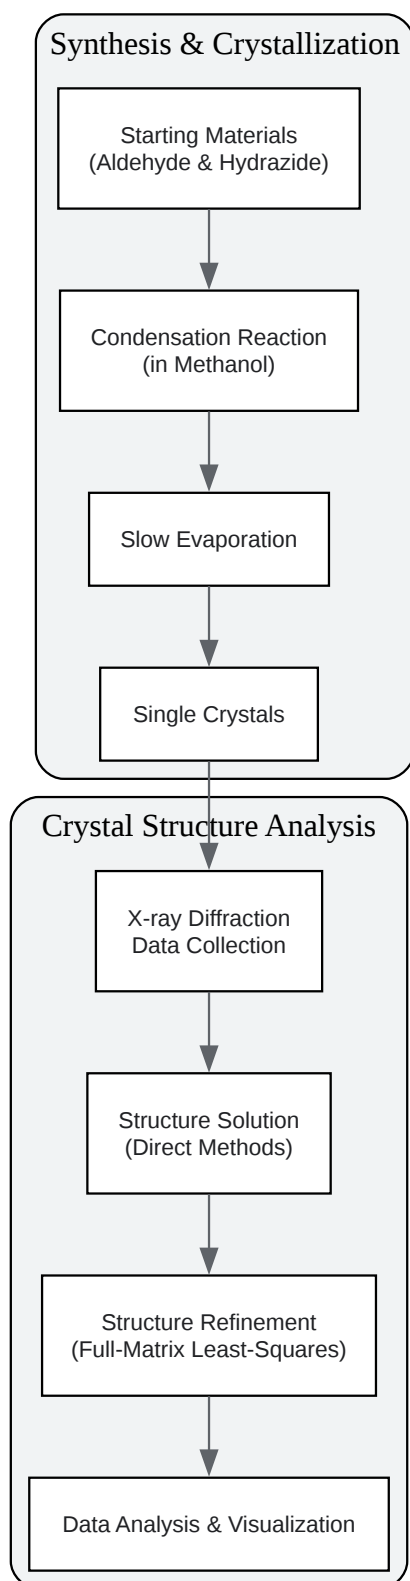 Synthesis & Crystallization
Starting Materials
(Aldehyde & Hydrazide)
Condensation Reaction
(in Methanol)
Slow Evaporation
Single Crystals
Crystal Structure Analysis
X-ray Diffraction
Data Collection
Structure Solution
(Direct Methods)
Structure Refinement
(Full-Matrix Least-Squares)
Data Analysis & Visualization